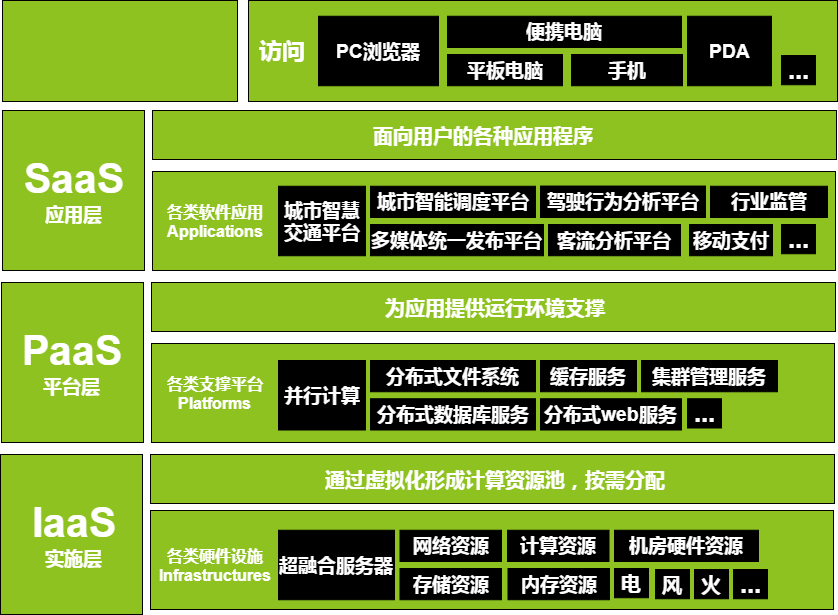 访问
PC浏览器
便携电脑
平板电脑
手机
PDA
...
SaaS
应用层
面向用户的各种应用程序
各类软件应用
Applications
城市智慧
交通平台
城市智能调度平台
驾驶行为分析平台
行业监管
多媒体统一发布平台
客流分析平台
移动支付
...
PaaS
平台层
为应用提供运行环境支撑
各类支撑平台
Platforms
并行计算
分布式文件系统
缓存服务
集群管理服务
分布式数据库服务
分布式web服务
...
IaaS
实施层
通过虚拟化形成计算资源池，按需分配
各类硬件设施
Infrastructures
超融合服务器
网络资源
计算资源
机房硬件资源
存储资源
内存资源
电
风
火
...